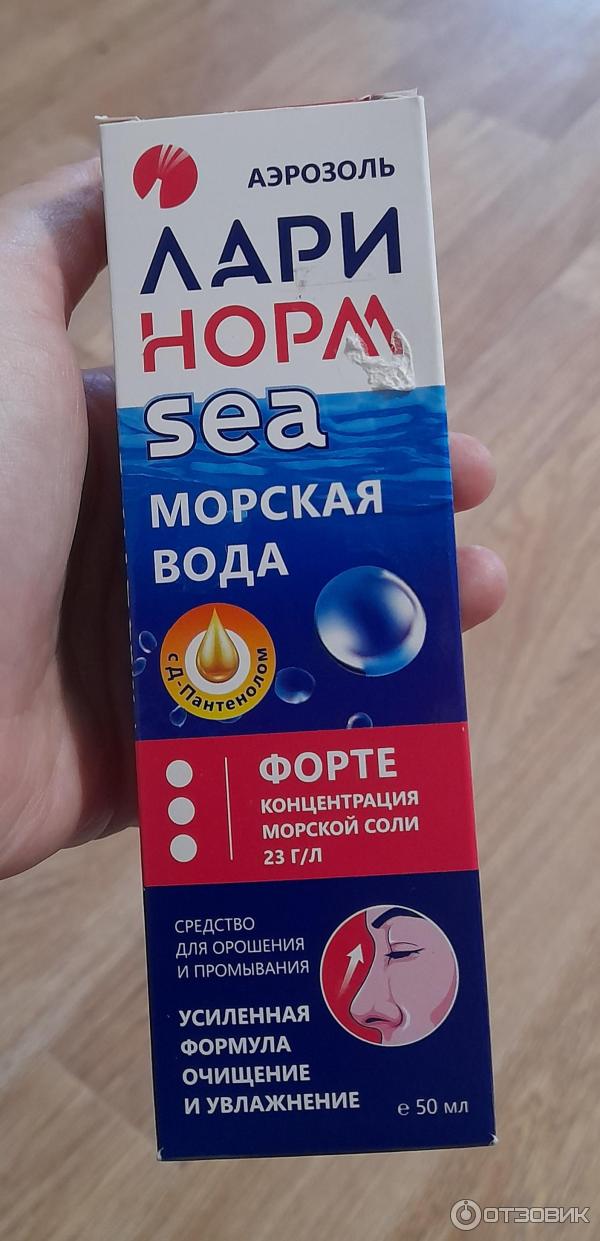 АЭРОЗОЛЬ
ЛАРИ
НОРМ
sea
МОРСКАЯ
ВОДА
с Д-Пантенолом
ФОРТЕ
КОНЦЕНТРАЦИЯ
МОРСКОЙ СОЛИ
23 Г/Л
СРЕДСТВО
ДЛЯ ОРОШЕНИЯ
И ПРОМЫВАНИЯ
УСИЛЕННАЯ
ФОРМУЛА
ОЧИЩЕНИЕ
И УВЛАЖНЕНИЕ
℮ 50 мл
ОТЗОВИК